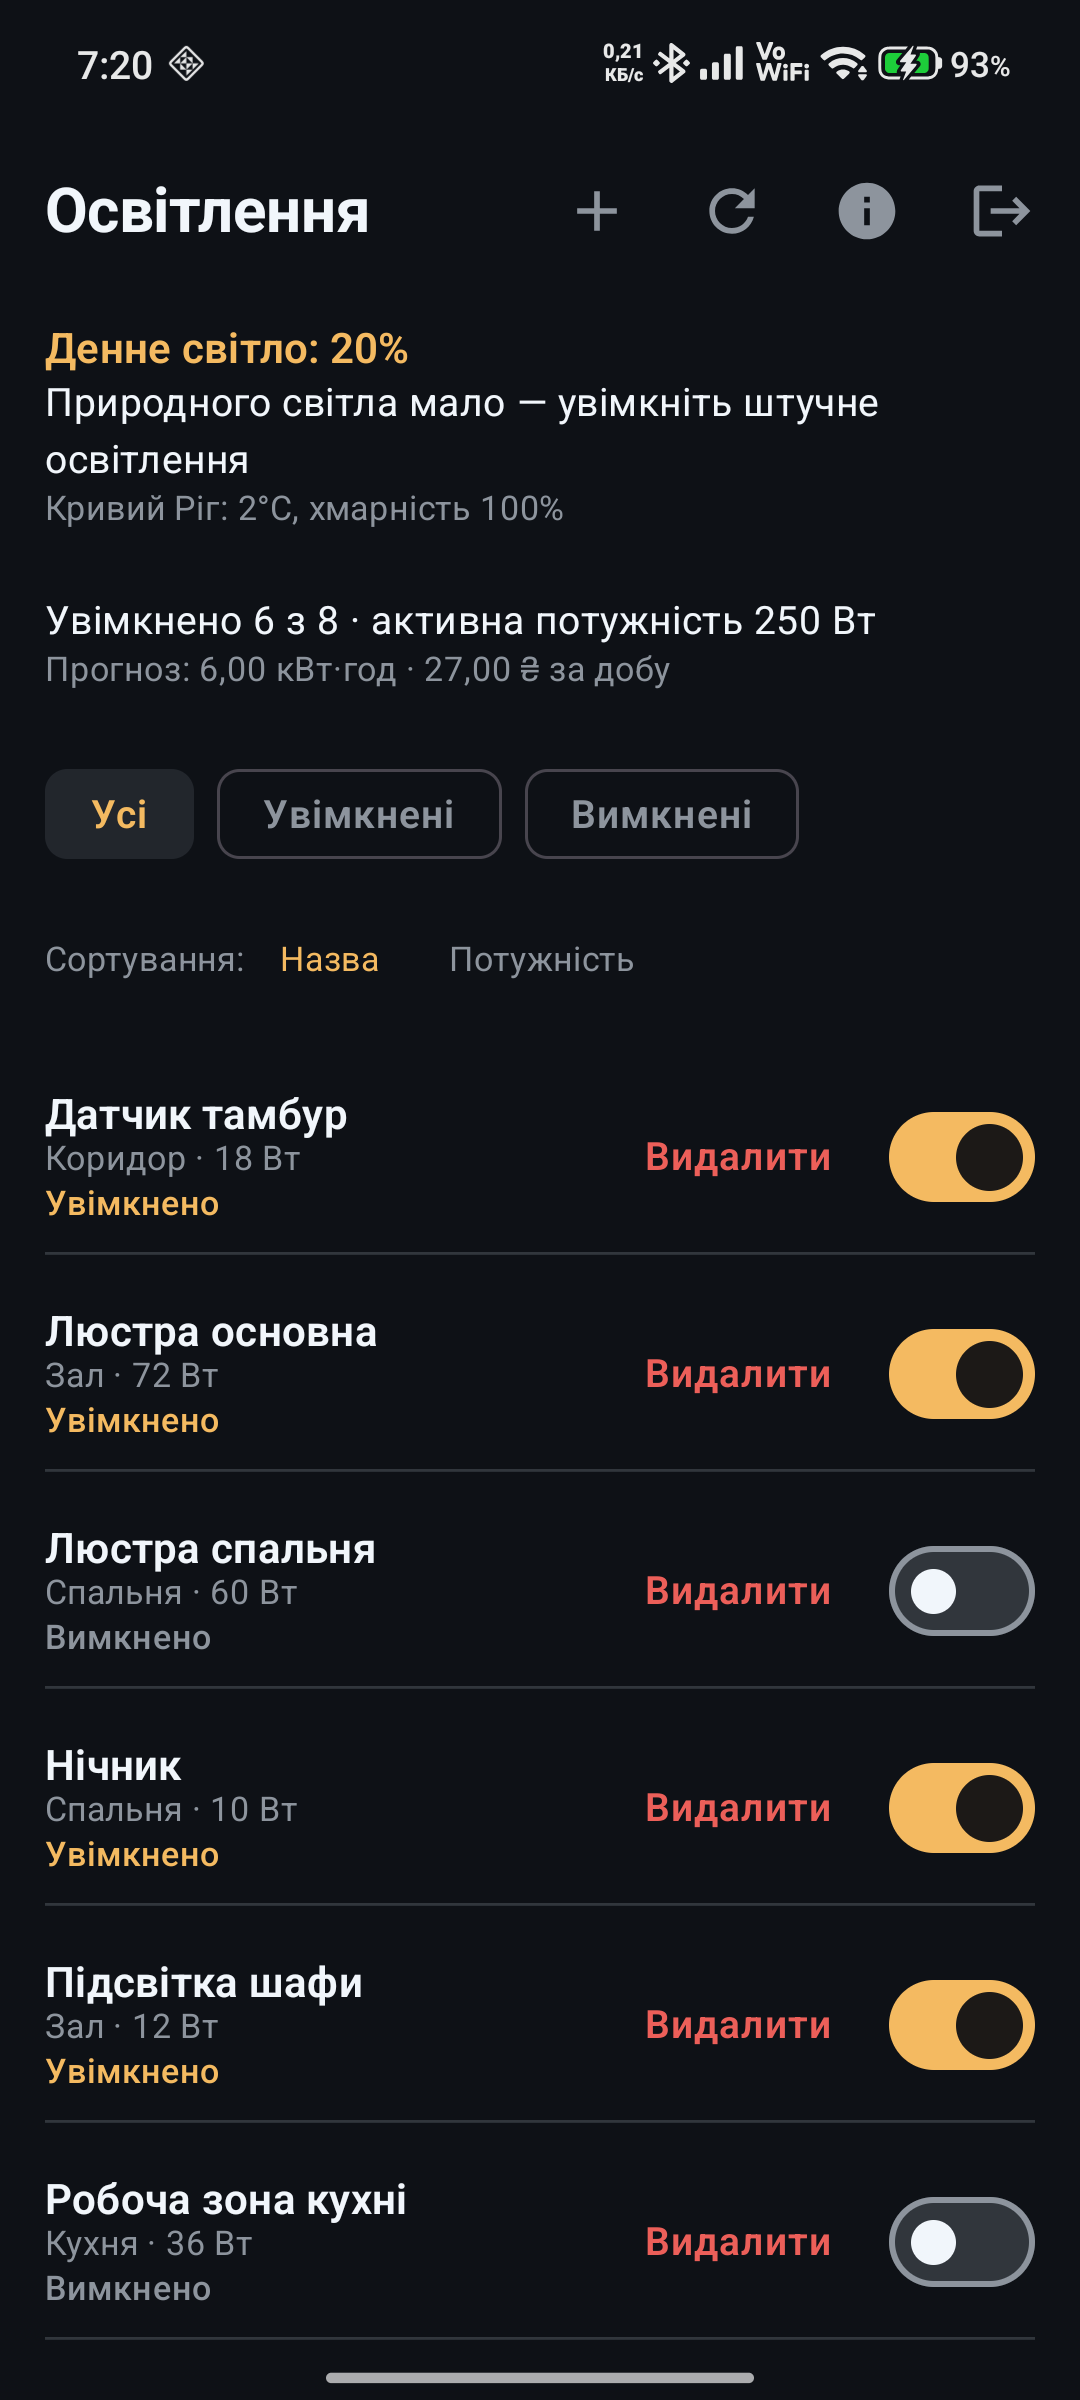 7:20
0,21
КБ/с
Vo
WiFi
93%
Освітлення
Денне світло: 20%
Природного світла мало — увімкніть штучне
освітлення
Кривий Ріг: 2°C, хмарність 100%
Увімкнено 6 з 8 · активна потужність 250 Вт
Прогноз: 6,00 кВт·год · 27,00 ₴ за добу
Усі
Увімкнені
Вимкнені
Сортування: Назва Потужність
Датчик тамбур
Коридор · 18 Вт
Увімкнено
Видалити
Люстра основна
Зал · 72 Вт
Увімкнено
Видалити
Люстра спальня
Спальня · 60 Вт
Вимкнено
Видалити
Нічник
Спальня · 10 Вт
Увімкнено
Видалити
Підсвітка шафи
Зал · 12 Вт
Увімкнено
Видалити
Робоча зона кухні
Кухня · 36 Вт
Вимкнено
Видалити